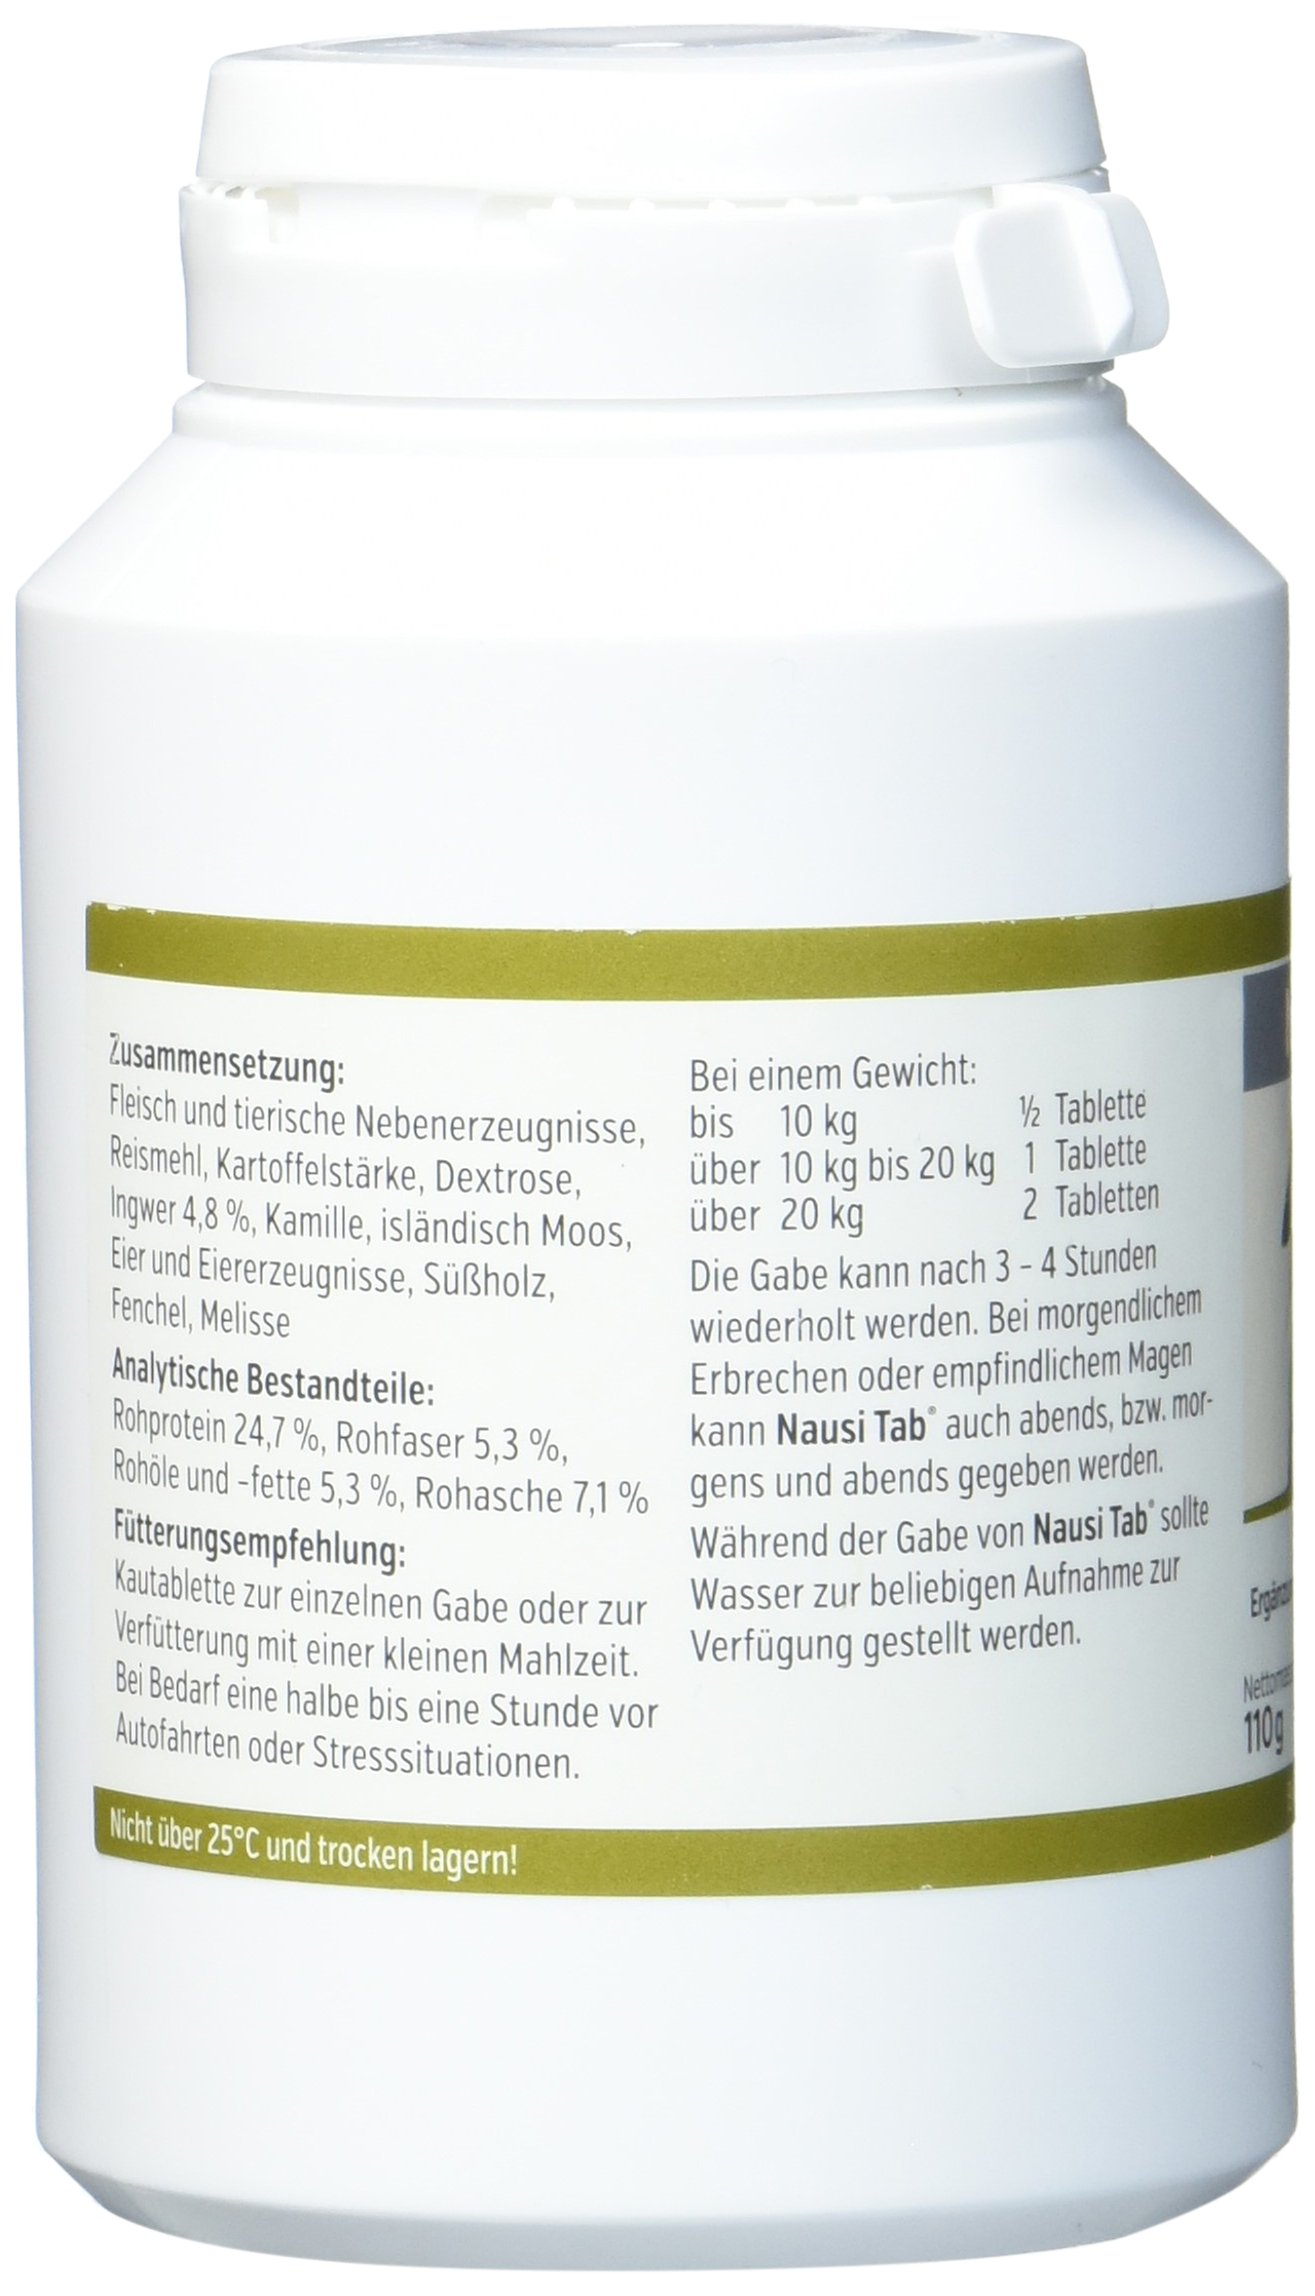 Zusammensetzung:
Fleisch und tierische Nebenerzeugnisse,
Reismehl, Kartoffelstärke, Dextrose,
Ingwer 4,8 %, Kamille, isländisch Moos,
Eier und Eiererzeugnisse, Süßholz,
Fenchel, Melisse
Analytische Bestandteile:
Rohprotein 24,7 %, Rohfaser 5,3 %,
Rohöle und -fette 5,3 %, Rohasche 7,1 %
Fütterungsempfehlung:
Kautablette zur einzelnen Gabe oder zur
Verfütterung mit einer kleinen Mahlzeit.
Bei Bedarf eine halbe bis eine Stunde vor
Autofahrten oder Stresssituationen.
Nicht über 25°C und trocken lagern!
Bei einem Gewicht:
bis 10 kg ½ Tablette
über 10 kg bis 20 kg 1 Tablette
über 20 kg 2 Tabletten
Die Gabe kann nach 3 – 4 Stunden
wiederholt werden. Bei morgendlichem
Erbrechen oder empfindlichem Magen
kann Nausi Tab® auch abends, bzw. mor-
gens und abends gegeben werden.
Während der Gabe von Nausi Tab® sollte
Wasser zur beliebigen Aufnahme zur
Verfügung gestellt werden.
110g